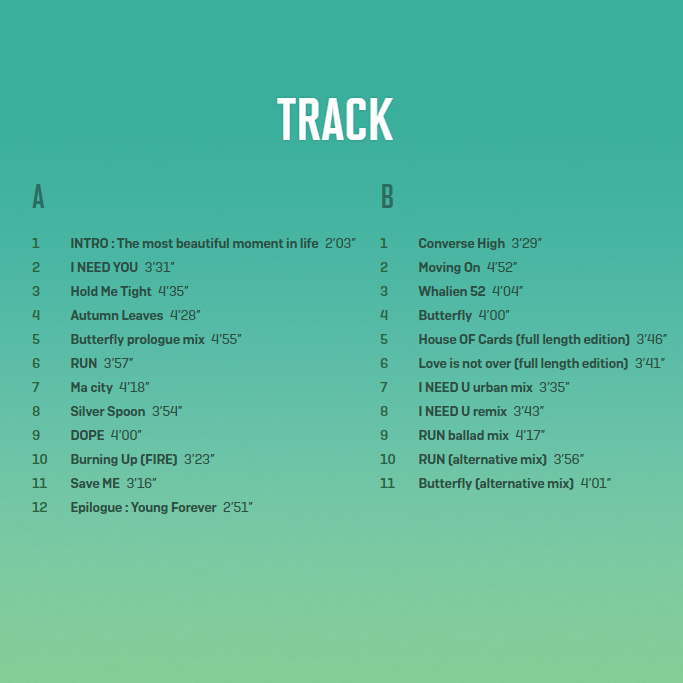 TRACK
A
1 INTRO : The most beautiful moment in life 2’03”
2 I NEED YOU 3’31”
3 Hold Me Tight 4’35”
4 Autumn Leaves 4’28”
5 Butterfly prologue mix 4’55”
6 RUN 3’57”
7 Ma city 4’18”
8 Silver Spoon 3’54”
9 DOPE 4’00”
10 Burning Up (FIRE) 3’23”
11 Save ME 3’16”
12 Epilogue : Young Forever 2’51”
B
1 Converse High 3’29”
2 Moving On 4’52”
3 Whalien 52 4’04”
4 Butterfly 4’00”
5 House OF Cards (full length edition) 3’46”
6 Love is not over (full length edition) 3’41”
7 I NEED U urban mix 3’35”
8 I NEED U remix 3’43”
9 RUN ballad mix 4’17”
10 RUN (alternative mix) 3’56”
11 Butterfly (alternative mix) 4’01”